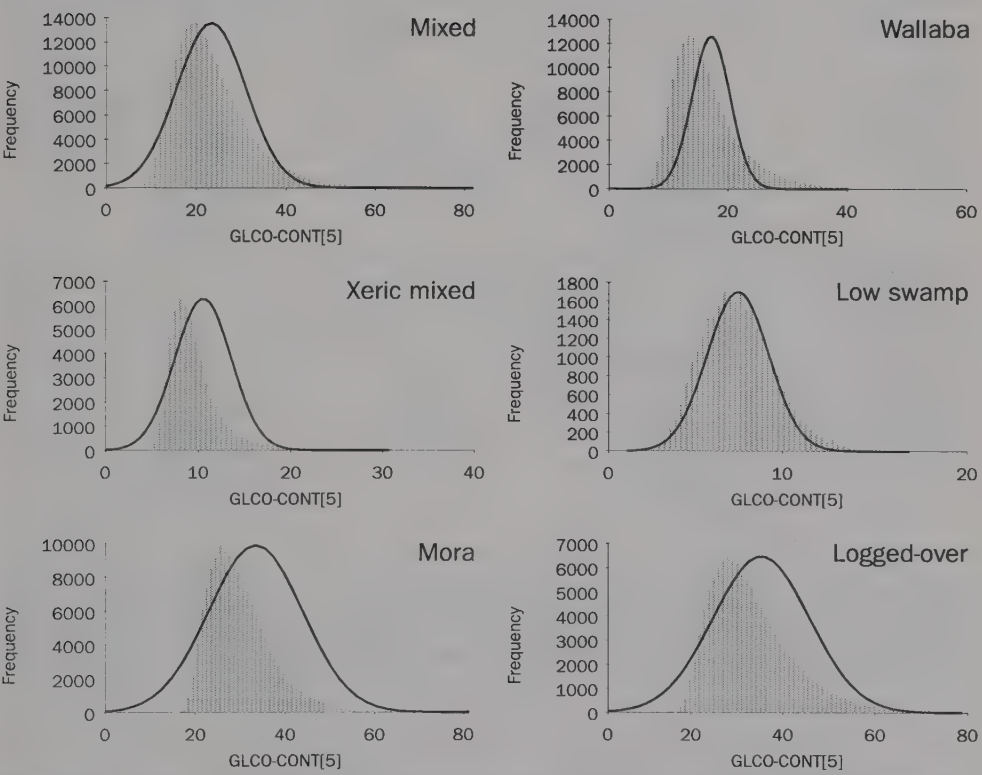 Mixed
14000
12000
10000
8000
6000
4000
2000
0
Frequency
0 20 40 60 80
GLCO-CONT[5]
Wallaba
14000
12000
10000
8000
6000
4000
2000
0
Frequency
0 20 40 60
GLCO-CONT[5]
Xeric mixed
7000
6000
5000
4000
3000
2000
1000
0
Frequency
0 10 20 30 40
GLCO-CONT[5]
Low swamp
1800
1600
1400
1200
1000
800
600
400
200
0
Frequency
0 10 20
GLCO-CONT[5]
Mora
10000
8000
6000
4000
2000
0
Frequency
0 20 40 60 80
GLCO-CONT[5]
Logged-over
7000
6000
5000
4000
3000
2000
1000
0
Frequency
0 20 30 40 60 80
GLCO-CONT[5]